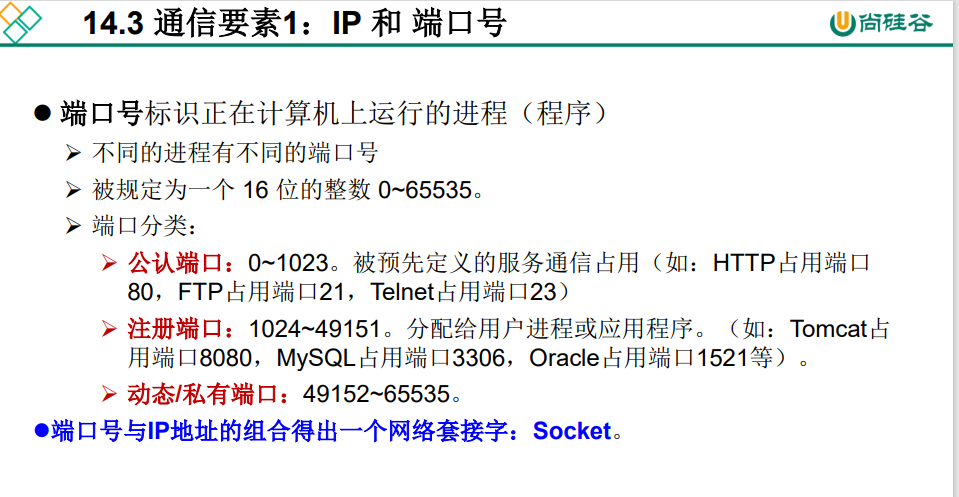 14.3 通信要素1：IP 和 端口号
尚硅谷
端口号标识正在计算机上运行的进程（程序）
不同的进程有不同的端口号
被规定为一个 16 位的整数 0~65535。
端口分类：
公认端口：0~1023。被预先定义的服务通信占用（如：HTTP占用端口
80，FTP占用端口21，Telnet占用端口23）
注册端口：1024~49151。分配给用户进程或应用程序。（如：Tomcat占
用端口8080，MySQL占用端口3306，Oracle占用端口1521等）。
动态/私有端口：49152~65535。
端口号与IP地址的组合得出一个网络套接字：Socket。